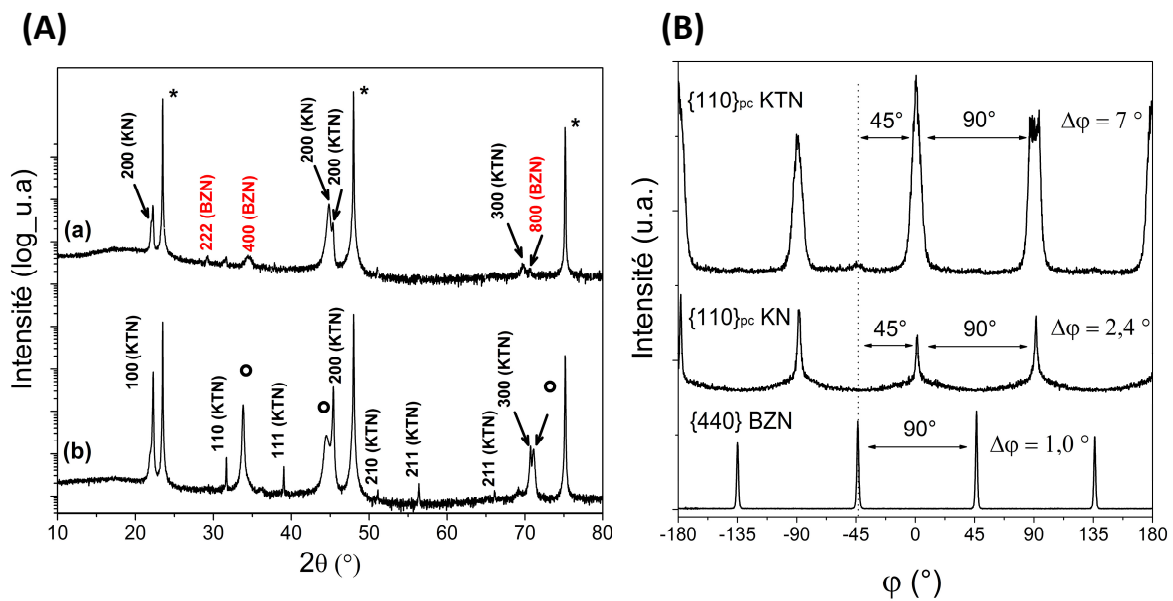 (A)
Intensité (log_u.a)
200 (KN)
*
222 (BZN)
400 (BZN)
200 (KN)
200 (KTN)
*
300 (KTN)
800 (BZN)
*
(a)
100 (KTN)
110 (KTN)
111 (KTN)
200 (KTN)
210 (KTN)
211 (KTN)
211 (KTN)
300 (KTN)
(b)
10 20 30 40 50 60 70 80
2θ (°)
(B)
Intensité (u.a.)
{110}pc KTN
45°
90°
Δφ = 7 °
{110}pc KN
45°
90°
Δφ = 2,4 °
{440} BZN
90°
Δφ = 1,0 °
-180 -135 -90 -45 0 45 90 135 180
φ (°)